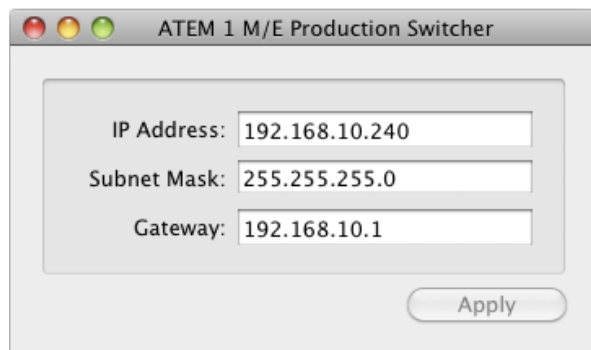 ATEM 1 M/E Production Switcher
IP Address: 192.168.10.240
Subnet Mask: 255.255.255.0
Gateway: 192.168.10.1
Apply